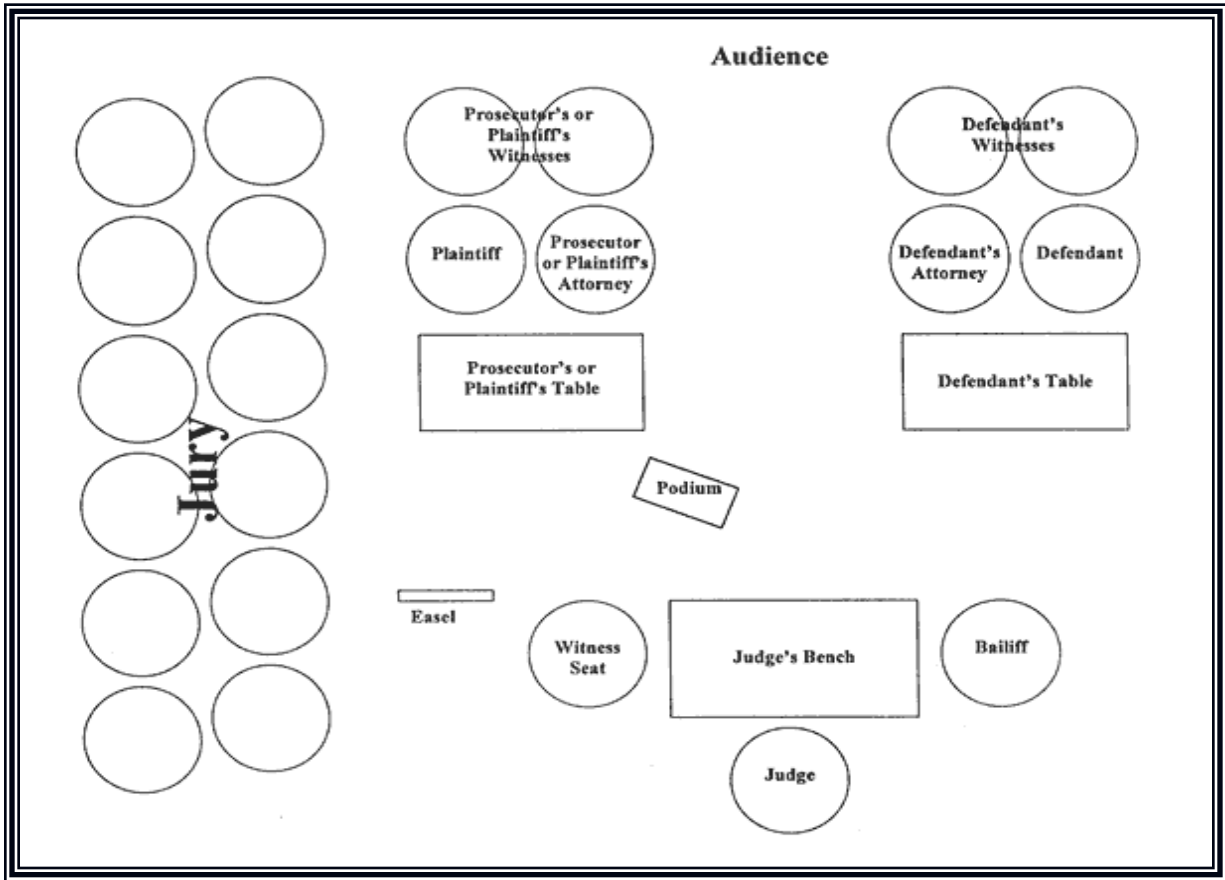 Audience
Prosecutor's or
Plaintiff's
Witnesses
Defendant's
Witnesses
Plaintiff
Prosecutor
or Plaintiff's
Attorney
Defendant's
Attorney
Defendant
Prosecutor's or
Plaintiff's Table
Defendant's Table
Jury
Podium
Easel
Witness
Seat
Judge's Bench
Bailiff
Judge